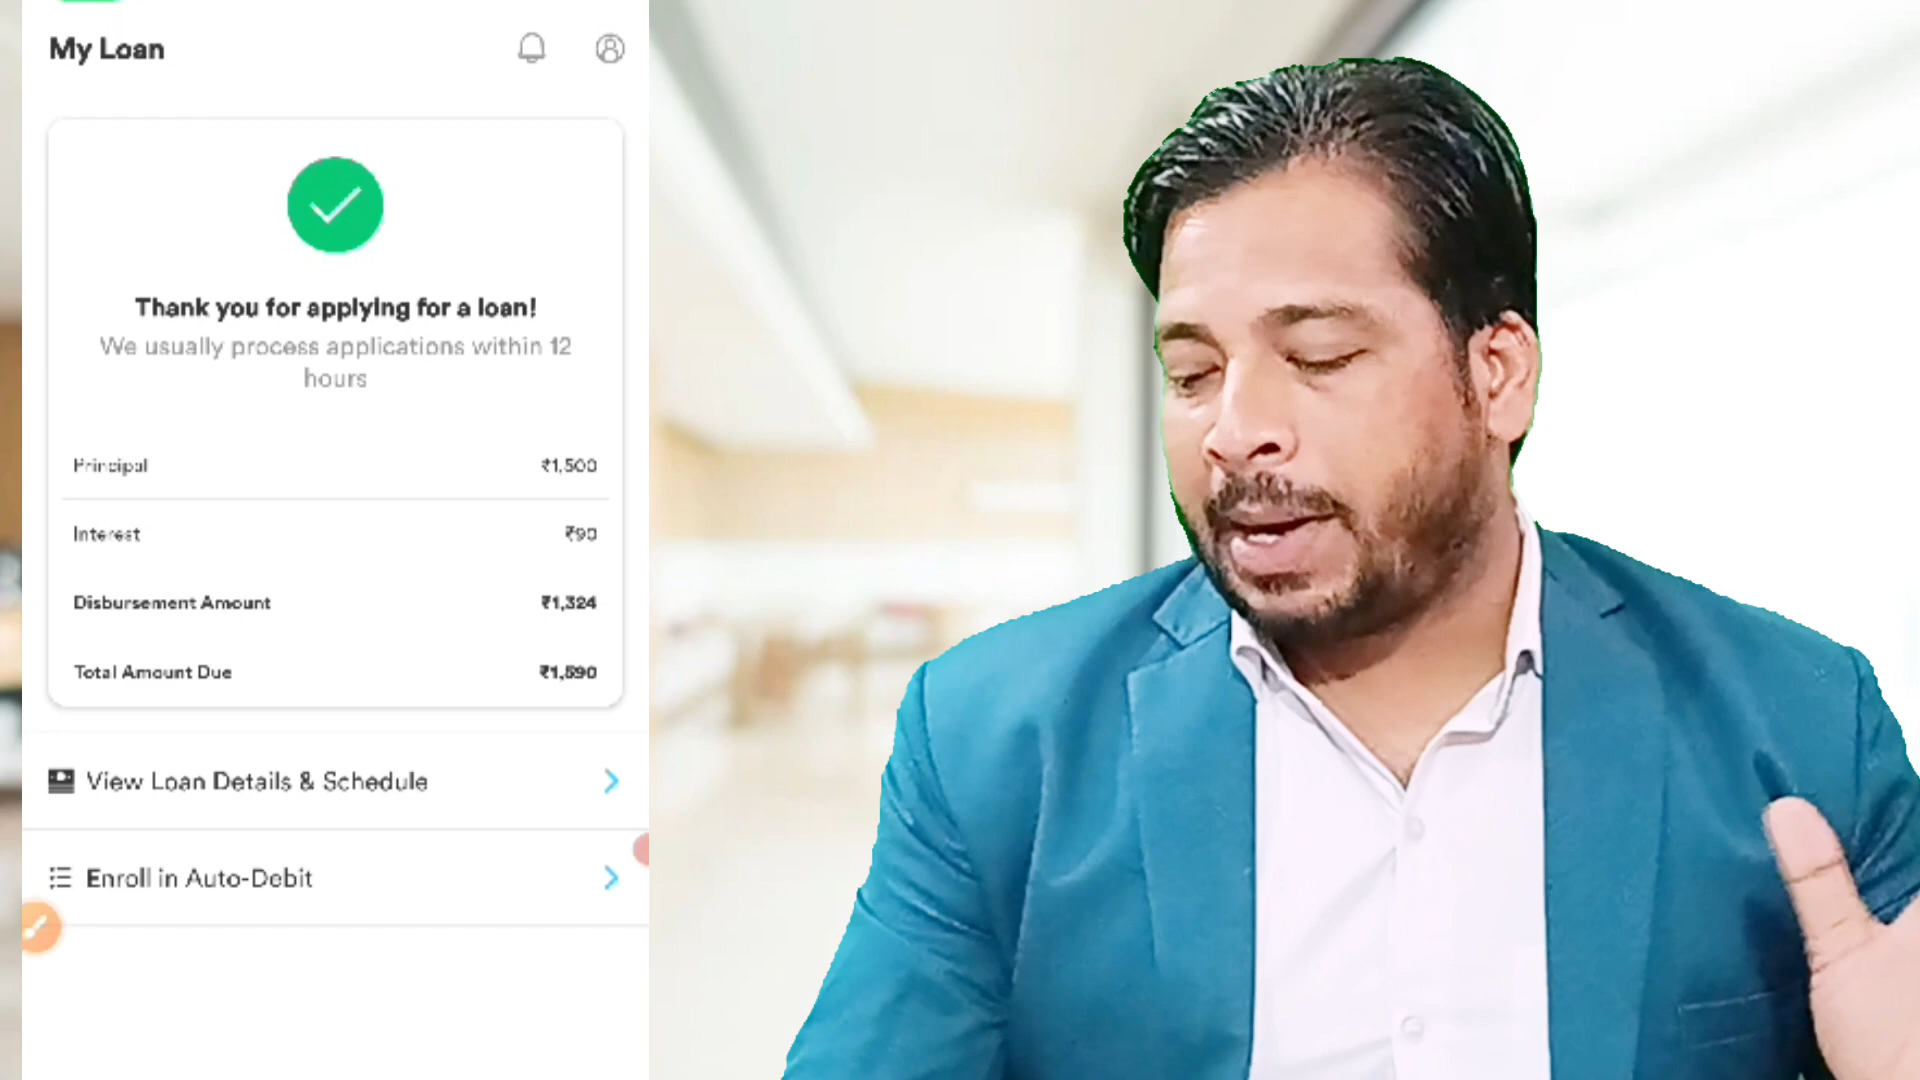 My Loan
Thank you for applying for a loan!
We usually process applications within 12
hours
Principal ₹1,500
Interest ₹90
Disbursement Amount ₹1,324
Total Amount Due ₹1,590
View Loan Details & Schedule
Enroll in Auto-Debit